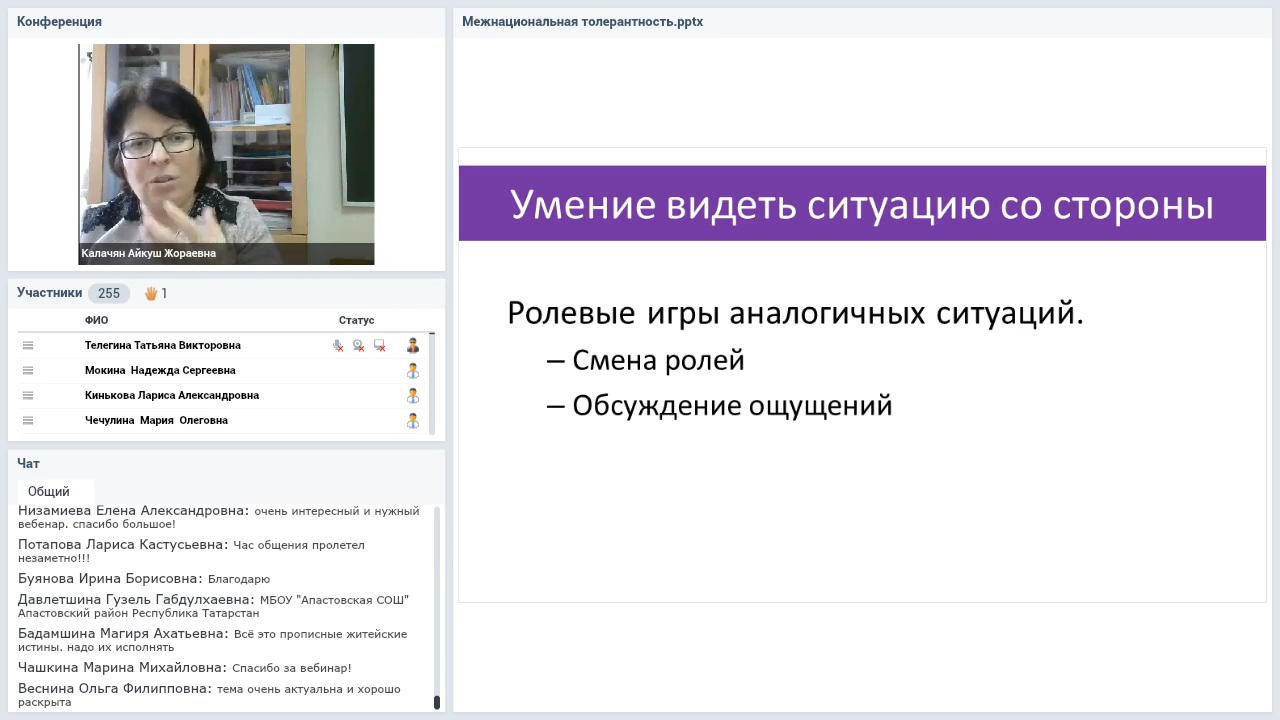 Конференция
Калачян Айкуш Жораевна
Участники 255 1
ФИО Статус
Телегина Татьяна Викторовна
Мокина Надежда Сергеевна
Кинькова Лариса Александровна
Чечулина Мария Олеговна
Чат
Общий
Низамиева Елена Александровна: очень интересный и нужный
вебенар. спасибо большое!
Потапова Лариса Кастусьевна: Час общения пролетел
незаметно!!!
Буянова Ирина Борисовна: Благодарю
Давлетшина Гузель Габдулхаевна: МБОУ "Апастовская СОШ"
Апастовский район Республика Татарстан
Бадамшина Магиря Ахатьевна: Всё это прописные житейские
истины. надо их исполнять
Чашкина Марина Михайловна: Спасибо за вебинар!
Веснина Ольга Филипповна: тема очень актуальна и хорошо
раскрыта
Межнациональная толерантность.pptx
Умение видеть ситуацию со стороны
Ролевые игры аналогичных ситуаций.
– Смена ролей
– Обсуждение ощущений